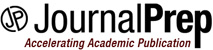 JP JournalPrep
Accelerating Academic Publication